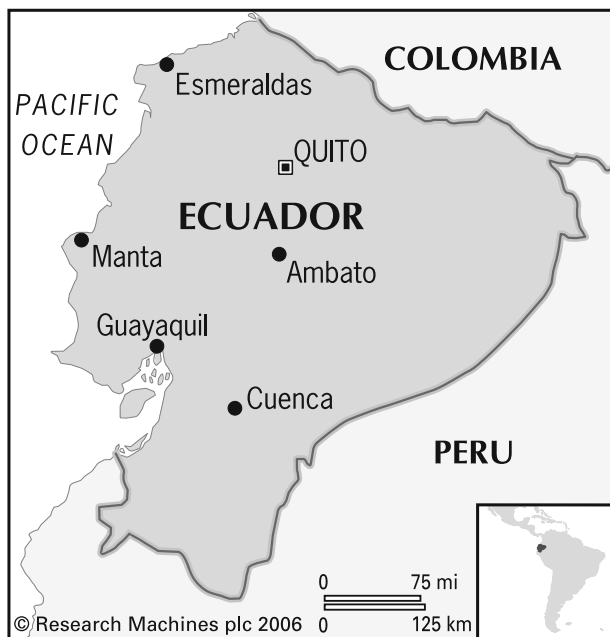 COLOMBIA
Esmeraldas
PACIFIC
OCEAN
QUITO
ECUADOR
Manta
Ambato
Guayaquil
Cuenca
PERU
0 75 mi
0 125 km
© Research Machines plc 2006